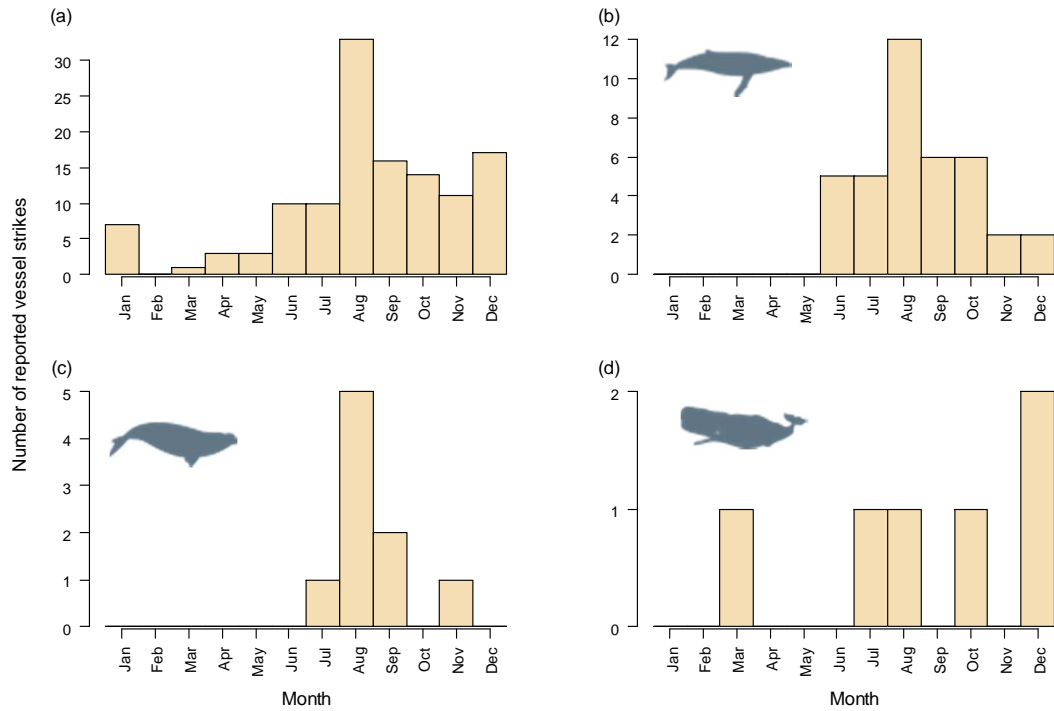 (a)
30
25
20
15
10
5
0
Jan Feb Mar Apr May Jun Jul Aug Sep Oct Nov Dec
(b)
12
10
8
6
4
2
0
Jan Feb Mar Apr May Jun Jul Aug Sep Oct Nov Dec
Number of reported vessel strikes
(c)
5
4
3
2
1
0
Jan Feb Mar Apr May Jun Jul Aug Sep Oct Nov Dec
Month
(d)
2
1
0
Jan Feb Mar Apr May Jun Jul Aug Sep Oct Nov Dec
Month